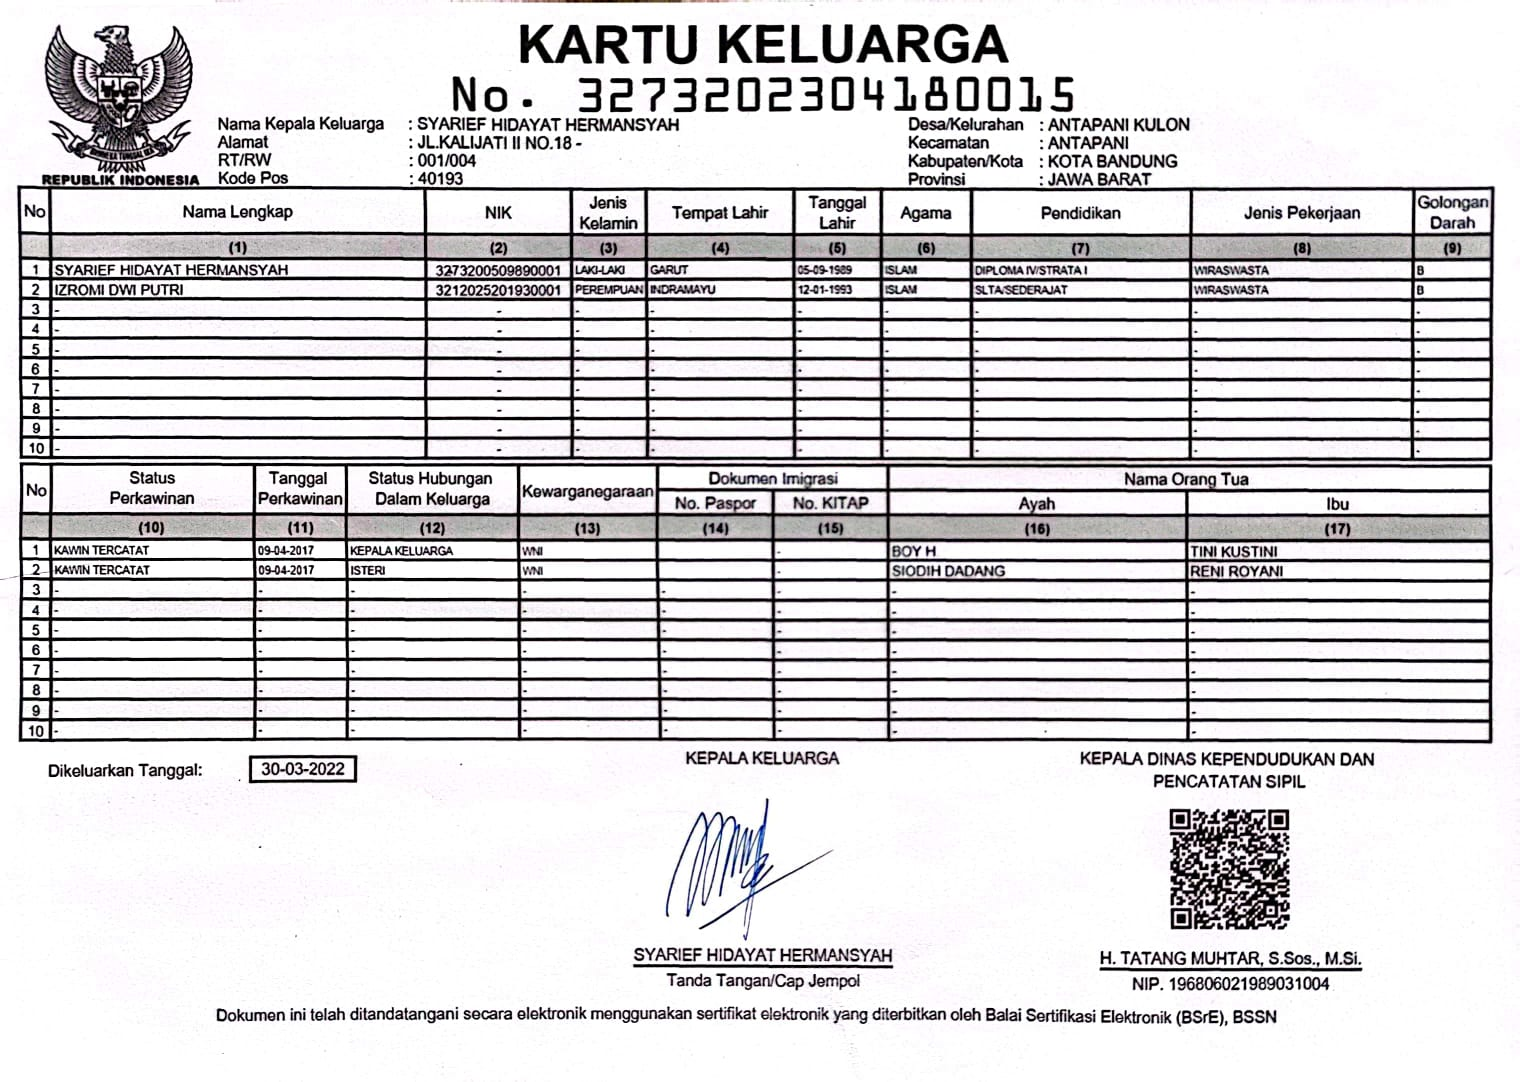 KARTU KELUARGA
No. 3273202304180015
REPUBLIK INDONESIA
Nama Kepala Keluarga : SYARIEF HIDAYAT HERMANSYAH
Alamat : JL.KALIJATI II NO.18 -
RT/RW : 001/004
Kode Pos : 40193
Desa/Kelurahan : ANTAPANI KULON
Kecamatan : ANTAPANI
Kabupaten/Kota : KOTA BANDUNG
Provinsi : JAWA BARAT
No Nama Lengkap NIK Jenis Kelamin Tempat Lahir Tanggal Lahir Agama Pendidikan Jenis Pekerjaan Golongan Darah
(1) (2) (3) (4) (5) (6) (7) (8) (9)
1 SYARIEF HIDAYAT HERMANSYAH 3273200509890001 LAKI-LAKI GARUT 05-09-1989 ISLAM DIPLOMA IV/STRATA I WIRASWASTA B
2 IZROMI DWI PUTRI 3212025201930001 PEREMPUAN INDRAMAYU 12-01-1993 ISLAM SLTA/SEDERAJAT WIRASWASTA B
3 - - - - - - - - -
4 - - - - - - - - -
5 - - - - - - - - -
6 - - - - - - - - -
7 - - - - - - - - -
8 - - - - - - - - -
9 - - - - - - - - -
10 - - - - - - - - -
No Status Perkawinan Tanggal Perkawinan Status Hubungan Dalam Keluarga Kewarganegaraan Dokumen Imigrasi Nama Orang Tua
No. Paspor No. KITAP Ayah Ibu
(10) (11) (12) (13) (14) (15) (16) (17)
1 KAWIN TERCATAT 09-04-2017 KEPALA KELUARGA WNI - BOY H TINI KUSTINI
2 KAWIN TERCATAT 09-04-2017 ISTERI WNI - SIODIH DADANG RENI ROYANI
3 - - - - - - - -
4 - - - - - - - -
5 - - - - - - - -
6 - - - - - - - -
7 - - - - - - - -
8 - - - - - - - -
9 - - - - - - - -
10 - - - - - - - -
Dikeluarkan Tanggal: 30-03-2022
KEPALA KELUARGA
SYARIEF HIDAYAT HERMANSYAH
Tanda Tangan/Cap Jempol
KEPALA DINAS KEPENDUDUKAN DAN
PENCATATAN SIPIL
H. TATANG MUHTAR, S.Sos., M.Si.
NIP. 196806021989031004
Dokumen ini telah ditandatangani secara elektronik menggunakan sertifikat elektronik yang diterbitkan oleh Balai Sertifikasi Elektronik (BSrE), BSSN